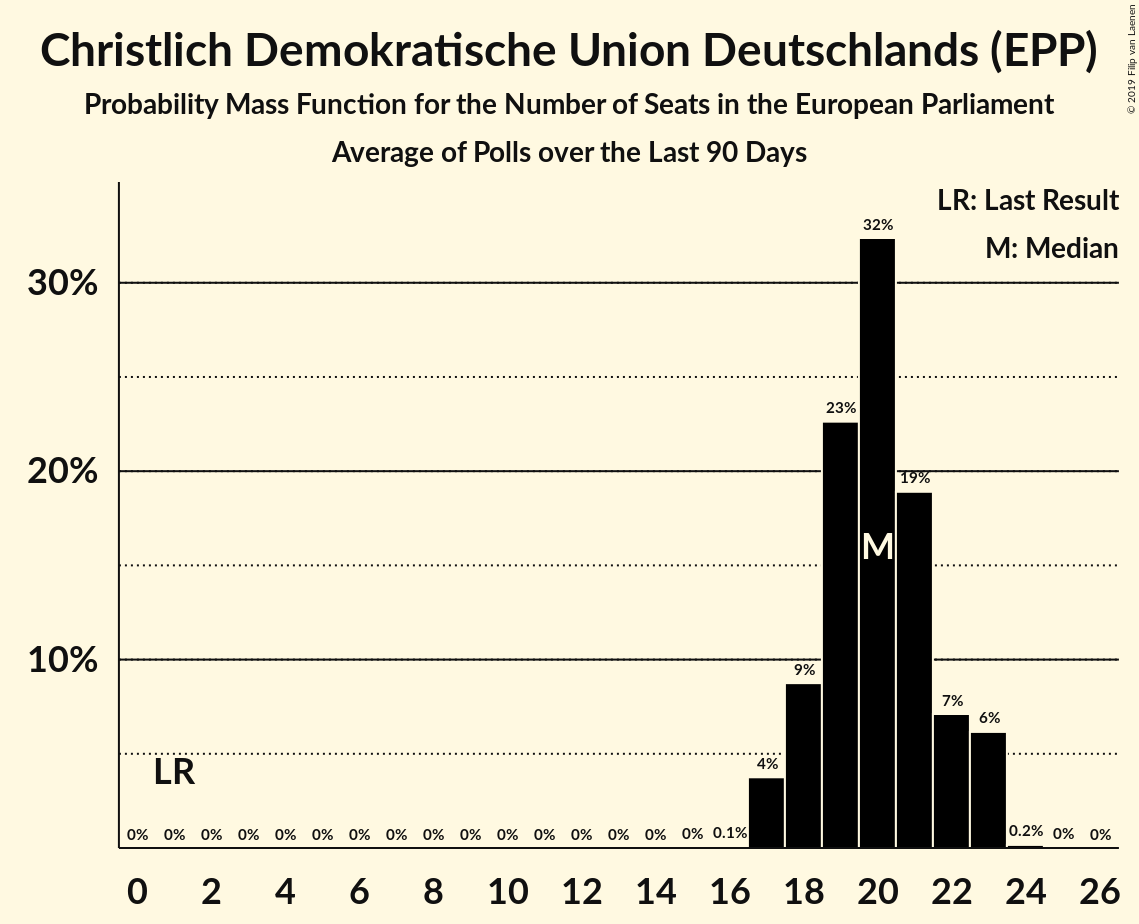 Christlich Demokratische Union Deutschlands (EPP)
Probability Mass Function for the Number of Seats in the European Parliament
Average of Polls over the Last 90 Days
© 2019 Filip van Laenen
LR: Last Result
M: Median
32%
30%
23%
20%
19%
M
10%
9%
7%
6%
LR
4%
0% 0% 0% 0% 0% 0% 0% 0% 0% 0% 0% 0% 0% 0% 0% 0% 0.1% 0.2% 0% 0%
0 2 4 6 8 10 12 14 16 18 20 22 24 26